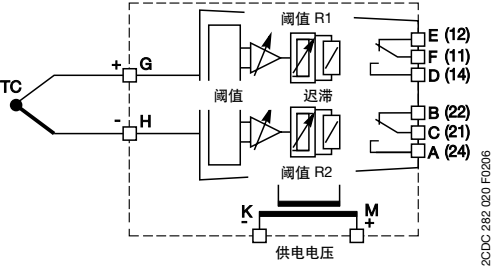 阈值 R1
E (12)
+ G
F (11)
TC
D (14)
阈值 迟滞
B (22)
- H
C (21)
A (24)
阈值 R2
K M
- +
供电电压
2CDC 282 020 F0206